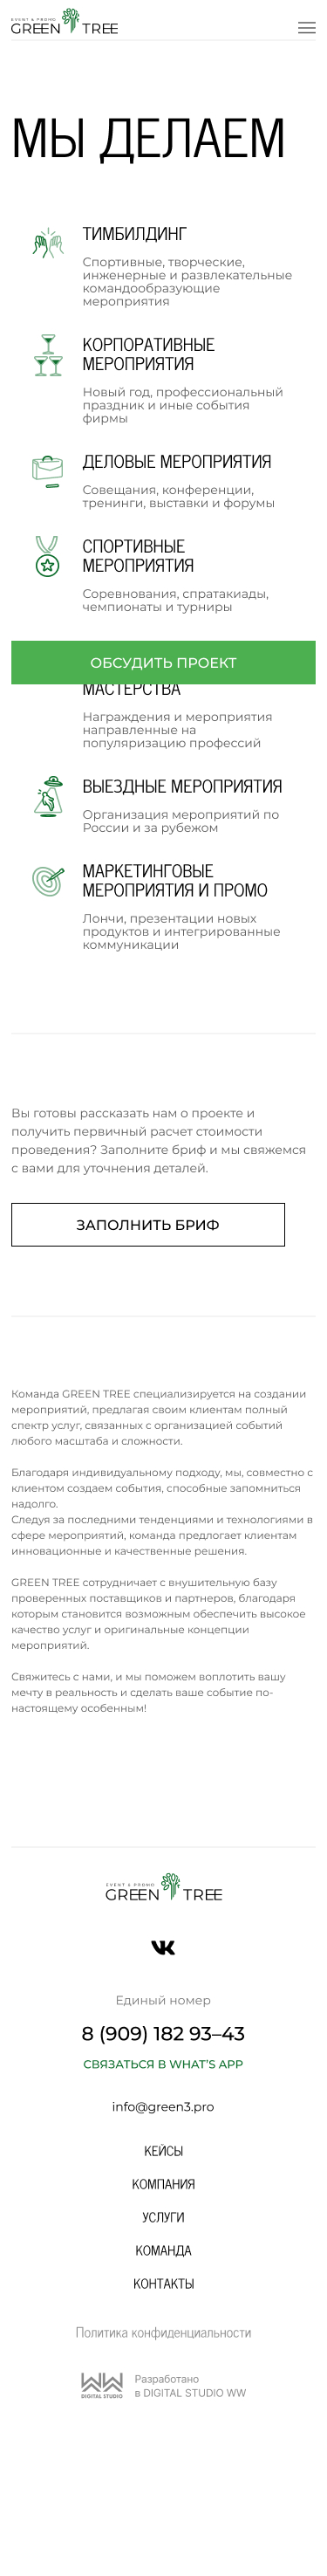 EVENT & PROMO
GREEN TREE
МЫ ДЕЛАЕМ
ТИМБИЛДИНГ
Спортивные, творческие,
инженерные и развлекательные
командообразующие
мероприятия
КОРПОРАТИВНЫЕ
МЕРОПРИЯТИЯ
Новый год, профессиональный
праздник и иные события
фирмы
ДЕЛОВЫЕ МЕРОПРИЯТИЯ
Совещания, конференции,
тренинги, выставки и форумы
СПОРТИВНЫЕ
МЕРОПРИЯТИЯ
Соревнования, спратакиады,
чемпионаты и турниры
ОБСУДИТЬ ПРОЕКТ
МАСТЕРСТВА
Награждения и мероприятия
направленные на
популяризацию профессий
ВЫЕЗДНЫЕ МЕРОПРИЯТИЯ
Организация мероприятий по
России и за рубежом
МАРКЕТИНГОВЫЕ
МЕРОПРИЯТИЯ И ПРОМО
Лончи, презентации новых
продуктов и интегрированные
коммуникации
Вы готовы рассказать нам о проекте и
получить первичный расчет стоимости
проведения? Заполните бриф и мы свяжемся
с вами для уточнения деталей.
ЗАПОЛНИТЬ БРИФ
Команда GREEN TREE специализируется на создании
мероприятий, предлагая своим клиентам полный
спектр услуг, связанных с организацией событий
любого масштаба и сложности.
Благодаря индивидуальному подходу, мы, совместно с
клиентом создаем события, способные запомниться
надолго.
Следуя за последними тенденциями и технологиями в
сфере мероприятий, команда предлогает клиентам
инновационные и качественные решения.
GREEN TREE сотрудничает с внушительную базу
проверенных поставщиков и партнеров, благодаря
которым становится возможным обеспечить высокое
качество услуг и оригинальные концепции
мероприятий.
Свяжитесь с нами, и мы поможем воплотить вашу
мечту в реальность и сделать ваше событие по-
настоящему особенным!
EVENT & PROMO
GREEN TREE
Единый номер
8 (909) 182 93–43
СВЯЗАТЬСЯ В WHAT'S APP
info@green3.pro
КЕЙСЫ
КОМПАНИЯ
УСЛУГИ
КОМАНДА
КОНТАКТЫ
Политика конфиденциальности
DIGITAL STUDIO
Разработано
в DIGITAL STUDIO WW